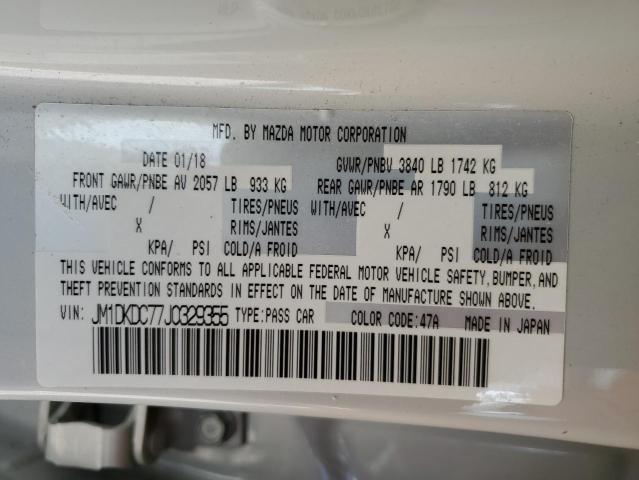 MFD. BY MAZDA MOTOR CORPORATION
DATE 01/18 GVWR/PNBV 3840 LB 1742 KG
FRONT GAWR/PNBE AV 2057 LB 933 KG REAR GAWR/PNBE AR 1790 LB 812 KG
WITH/AVEC / TIRES/PNEUS WITH/AVEC / TIRES/PNEUS
X RIMS/JANTES X RIMS/JANTES
KPA/ PSI COLD/A FROID KPA/ PSI COLD/A FROID
THIS VEHICLE CONFORMS TO ALL APPLICABLE FEDERAL MOTOR VEHICLE SAFETY, BUMPER, AND
THEFT PREVENTION STANDARDS IN EFFECT ON THE DATE OF MANUFACTURE SHOWN ABOVE.
VIN: JM1DKDC77J0329355 TYPE:PASS CAR COLOR CODE:47A MADE IN JAPAN